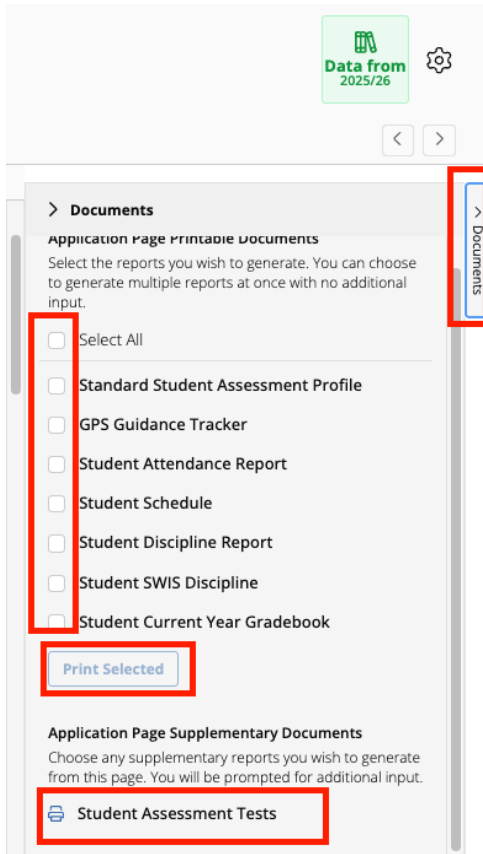 Data from
2025/26
Documents
Documents
Application Page Printable Documents
Select the reports you wish to generate. You can choose
to generate multiple reports at once with no additional
input.
Select All
Standard Student Assessment Profile
GPS Guidance Tracker
Student Attendance Report
Student Schedule
Student Discipline Report
Student SWIS Discipline
Student Current Year Gradebook
Print Selected
Application Page Supplementary Documents
Choose any supplementary reports you wish to generate
from this page. You will be prompted for additional input.
Student Assessment Tests